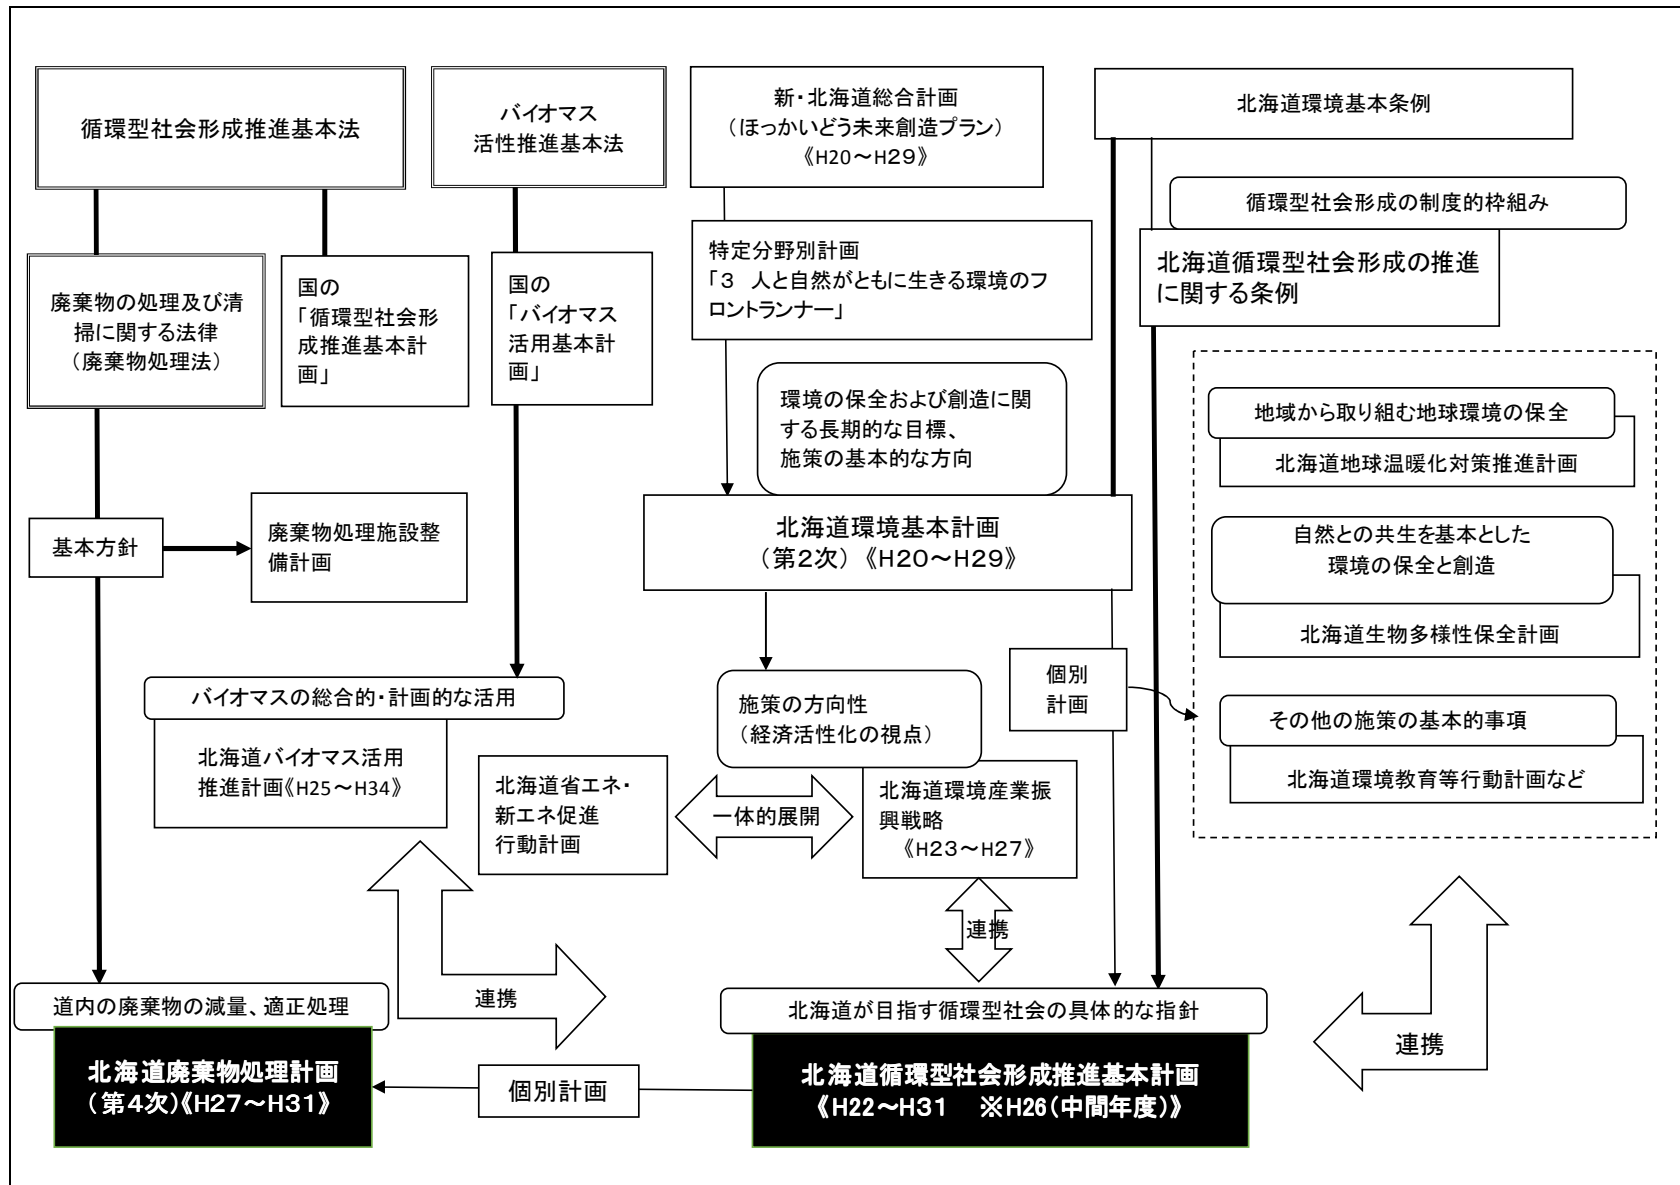 循環型社会形成推進基本法
バイオマス
活性推進基本法
新・北海道総合計画
（ほっかいどう未来創造プラン）
《H20～H29》
北海道環境基本条例
循環型社会形成の制度的枠組み
北海道循環型社会形成の推進
に関する条例
廃棄物の処理及び清
掃に関する法律
（廃棄物処理法）
国の
「循環型社会形
成推進基本計
画」
国の
「バイオマス
活用基本計
画」
特定分野別計画
「３　人と自然がともに生きる環境のフ
ロントランナー」
環境の保全および創造に関
する長期的な目標、
施策の基本的な方向
地域から取り組む地球環境の保全
北海道地球温暖化対策推進計画
基本方針
廃棄物処理施設整
備計画
北海道環境基本計画
（第２次）《H20～H29》
自然との共生を基本とした
環境の保全と創造
北海道生物多様性保全計画
個別
計画
バイオマスの総合的・計画的な活用
北海道バイオマス活用
推進計画《H25～H34》
施策の方向性
（経済活性化の視点）
その他の施策の基本的事項
北海道環境教育等行動計画など
北海道省エネ・
新エネ促進
行動計画
一体的展開
北海道環境産業振
興戦略
《H23～H27》
連携
連携
連携
道内の廃棄物の減量、適正処理
北海道廃棄物処理計画
（第４次）《H27～H31》
個別計画
北海道が目指す循環型社会の具体的な指針
北海道循環型社会形成推進基本計画
《H22～H31　※H26（中間年度）》